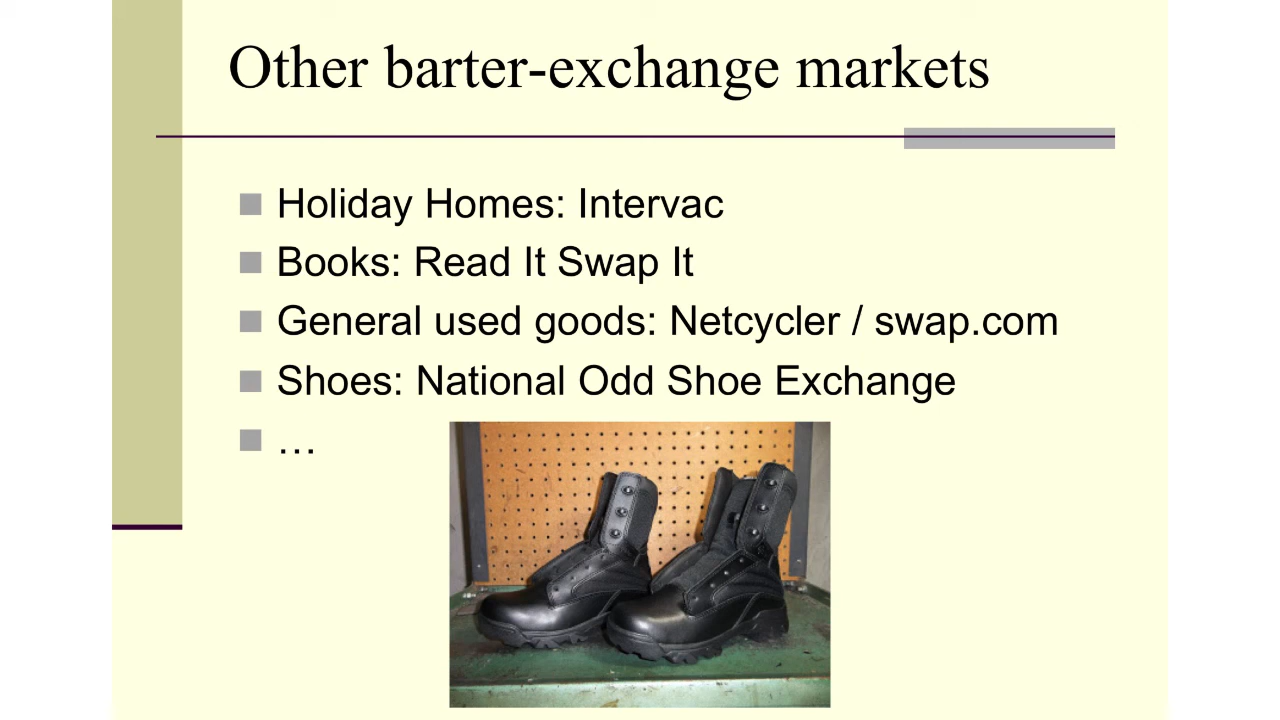 Other barter-exchange markets
Holiday Homes: Intervac
Books: Read It Swap It
General used goods: Netcycler / swap.com
Shoes: National Odd Shoe Exchange
…